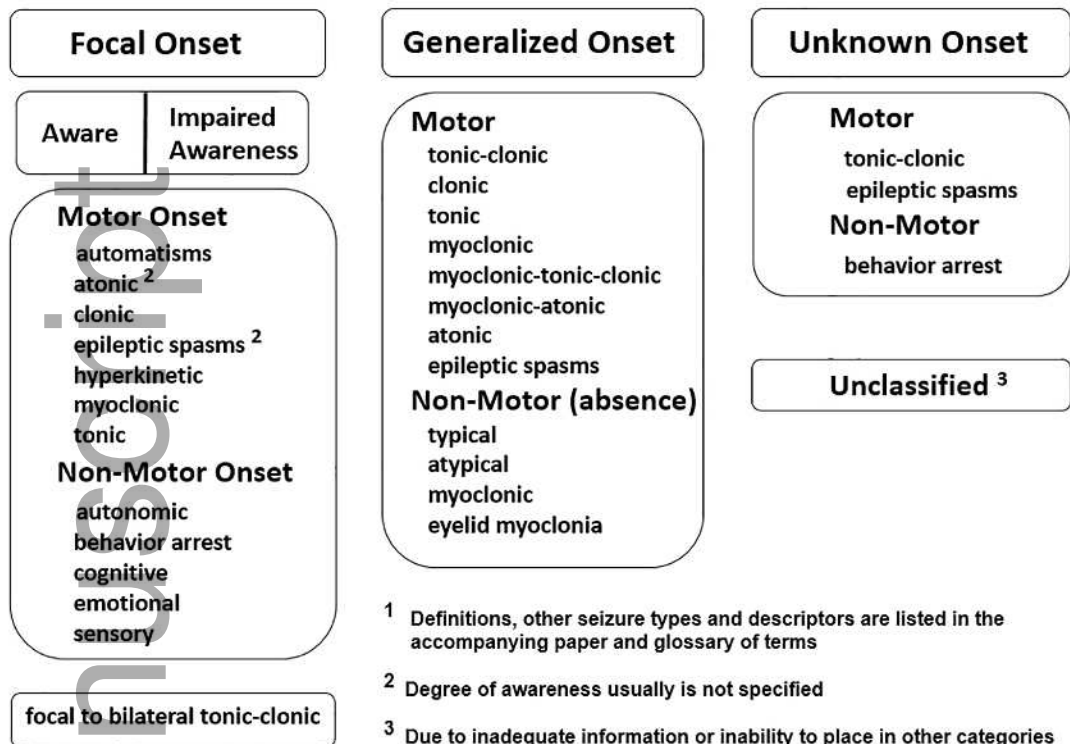 Focal Onset
Aware
Impaired
Awareness
Motor Onset
automatisms
atonic 2
clonic
epileptic spasms 2
hyperkinetic
myoclonic
tonic
Non-Motor Onset
autonomic
behavior arrest
cognitive
emotional
sensory
focal to bilateral tonic-clonic
Generalized Onset
Motor
tonic-clonic
clonic
tonic
myoclonic
myoclonic-tonic-clonic
myoclonic-atonic
atonic
epileptic spasms
Non-Motor (absence)
typical
atypical
myoclonic
eyelid myoclonia
Unknown Onset
Motor
tonic-clonic
epileptic spasms
Non-Motor
behavior arrest
Unclassified 3
1 Definitions, other seizure types and descriptors are listed in the
accompanying paper and glossary of terms
2 Degree of awareness usually is not specified
3 Due to inadequate information or inability to place in other categories
nuscript